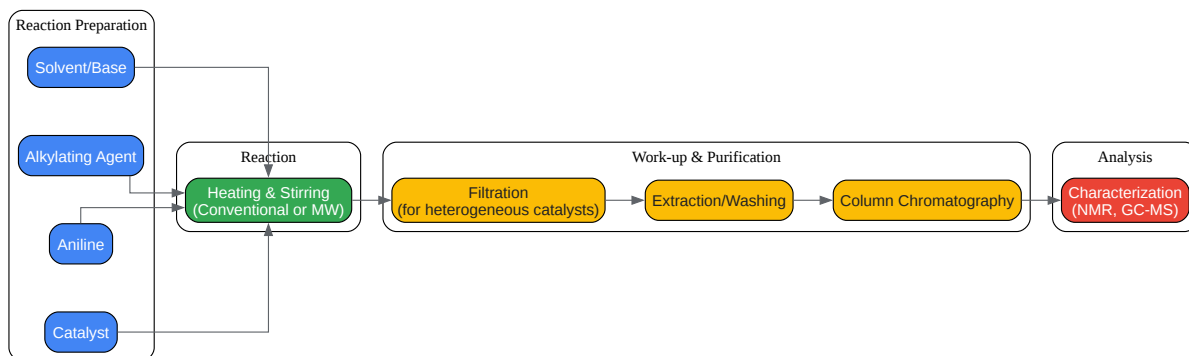 Reaction Preparation
Solvent/Base
Alkylating Agent
Aniline
Catalyst
Reaction
Heating & Stirring
(Conventional or MW)
Work-up & Purification
Filtration
(for heterogeneous catalysts)
Extraction/Washing
Column Chromatography
Analysis
Characterization
(NMR, GC-MS)